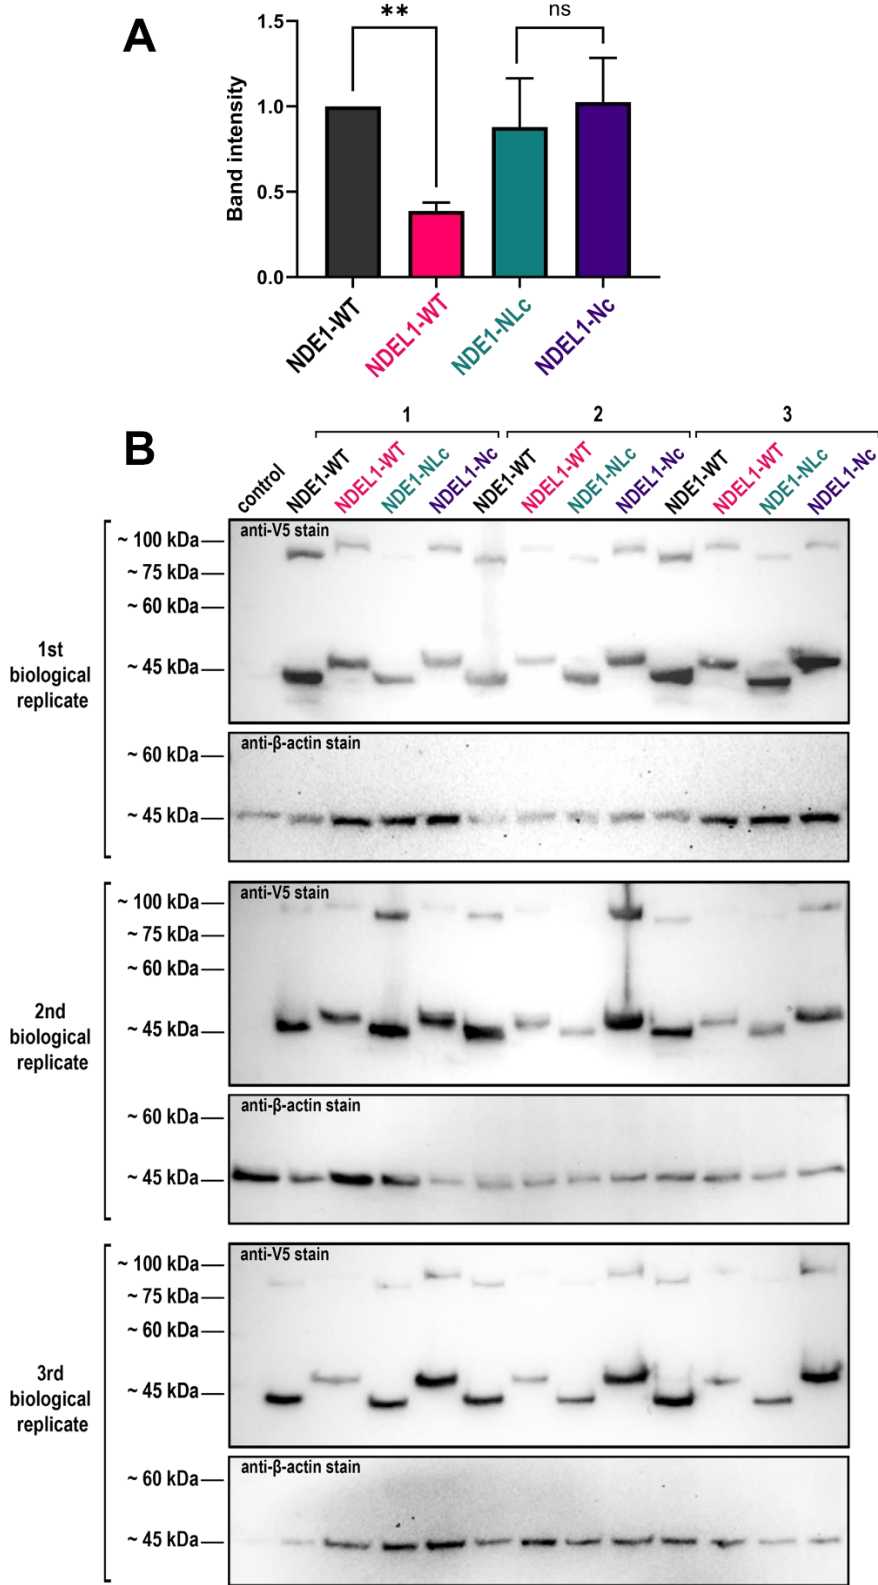 A
** ns
1.5
1.0
0.5
0.0
Band intensity
NDE1-WT
NDEL1-WT
NDE1-NLc
NDEL1-Nc
B
1 2 3
control NDE1-WT NDEL1-WT NDE1-NLc NDEL1-Nc NDE1-WT NDEL1-WT NDE1-NLc NDEL1-Nc NDE1-WT NDEL1-WT NDE1-NLc NDEL1-Nc
1st
biological
replicate
anti-V5 stain
~ 100 kDa
~ 75 kDa
~ 60 kDa
~ 45 kDa
anti-β-actin stain
~ 60 kDa
~ 45 kDa
2nd
biological
replicate
anti-V5 stain
~ 100 kDa
~ 75 kDa
~ 60 kDa
~ 45 kDa
anti-β-actin stain
~ 60 kDa
~ 45 kDa
3rd
biological
replicate
anti-V5 stain
~ 100 kDa
~ 75 kDa
~ 60 kDa
~ 45 kDa
anti-β-actin stain
~ 60 kDa
~ 45 kDa